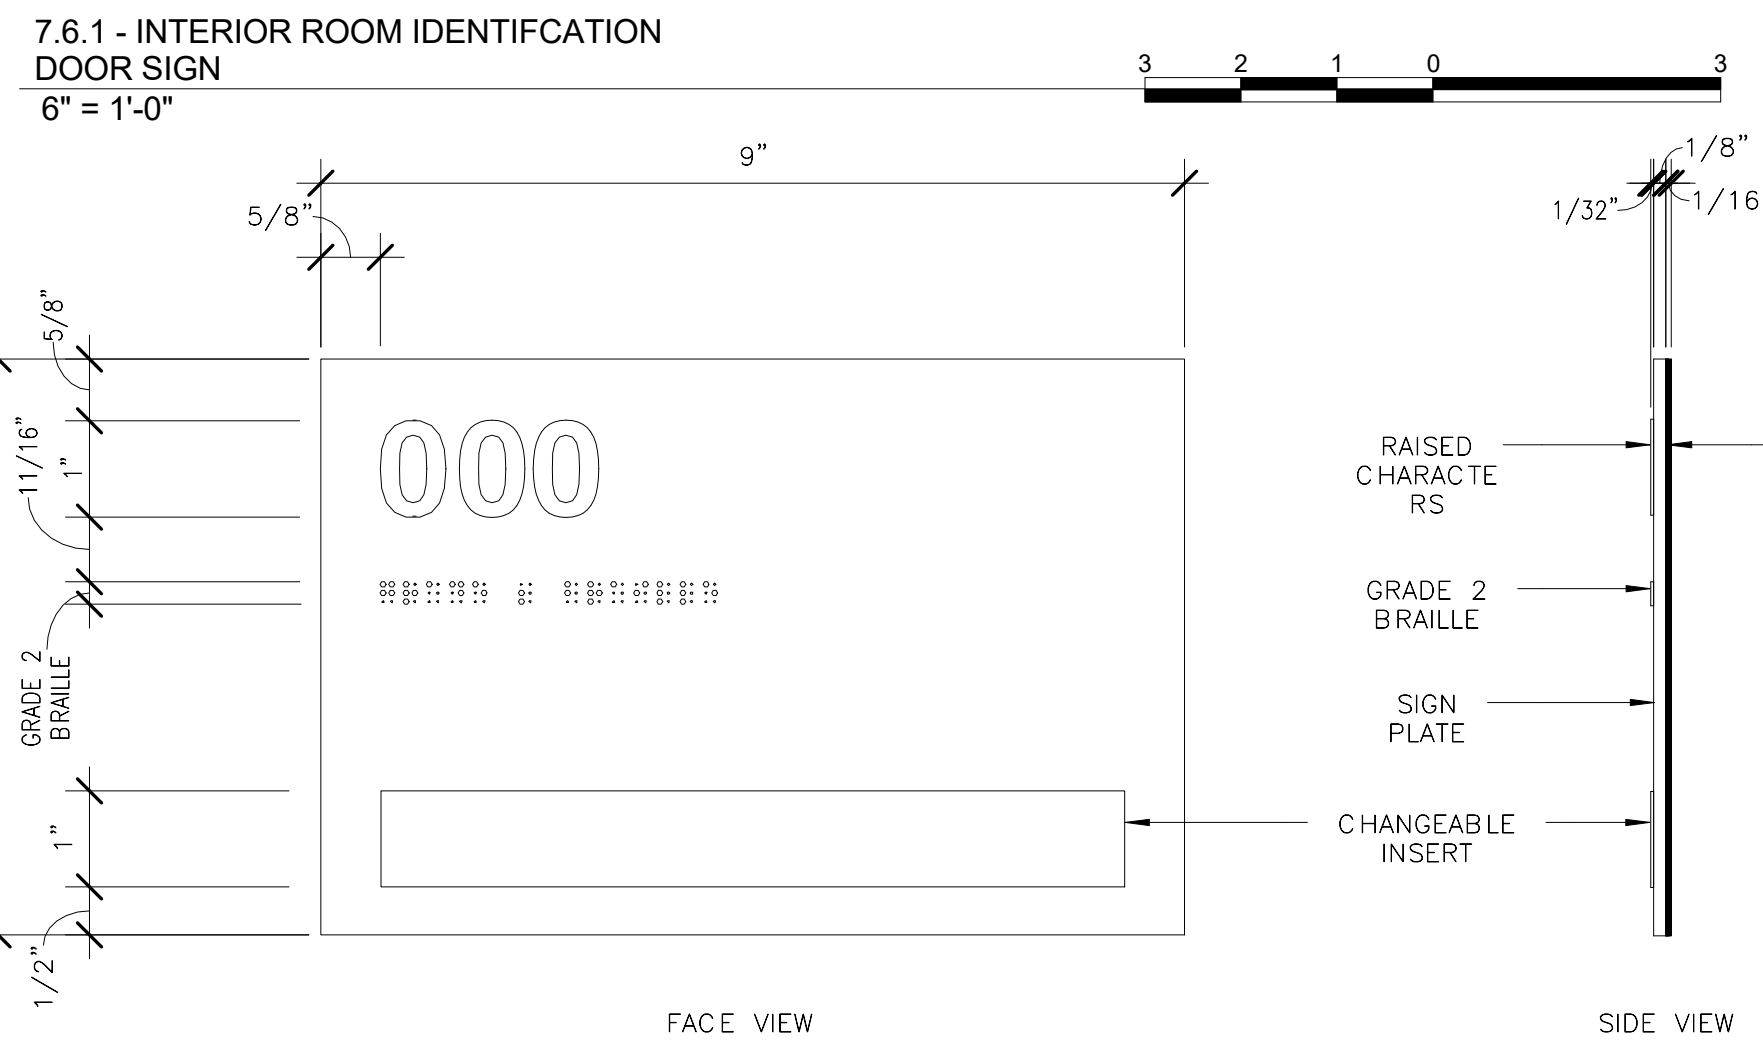 7.6.1 - INTERIOR ROOM IDENTIFCATION
DOOR SIGN
6" = 1'-0"
3 2 1 0 3
9"
5/8"
1/8"
1/32"
1/16
5/8"
11/16"
1"
GRADE 2
BRAILLE
1"
1/2"
000
RAISED
CHARACTE
RS
GRADE 2
BRAILLE
SIGN
PLATE
CHANGEABLE
INSERT
FACE VIEW
SIDE VIEW